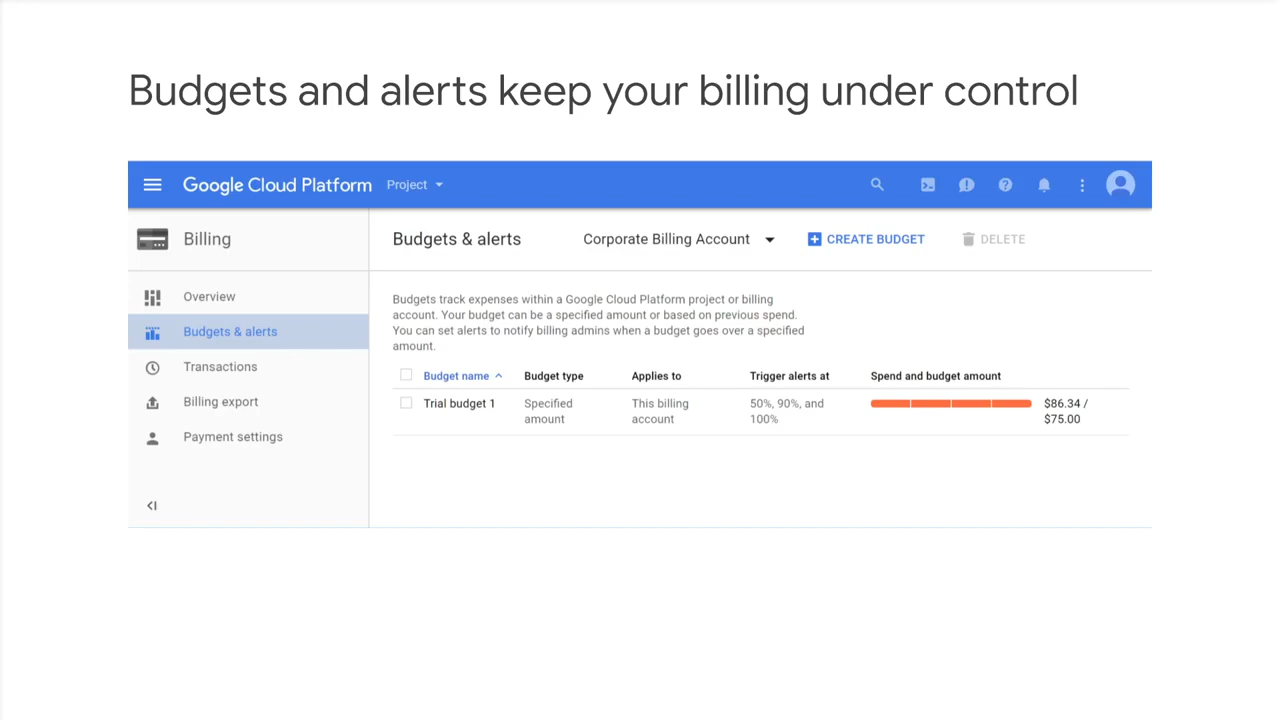 Budgets and alerts keep your billing under control
Google Cloud Platform Project
Billing
Budgets & alerts Corporate Billing Account CREATE BUDGET DELETE
Overview
Budgets & alerts
Transactions
Billing export
Payment settings
Budgets track expenses within a Google Cloud Platform project or billing
account. Your budget can be a specified amount or based on previous spend.
You can set alerts to notify billing admins when a budget goes over a specified
amount.
Budget name Budget type Applies to Trigger alerts at Spend and budget amount
Trial budget 1 Specified This billing 50%, 90%, and $86.34 /
amount account 100% $75.00